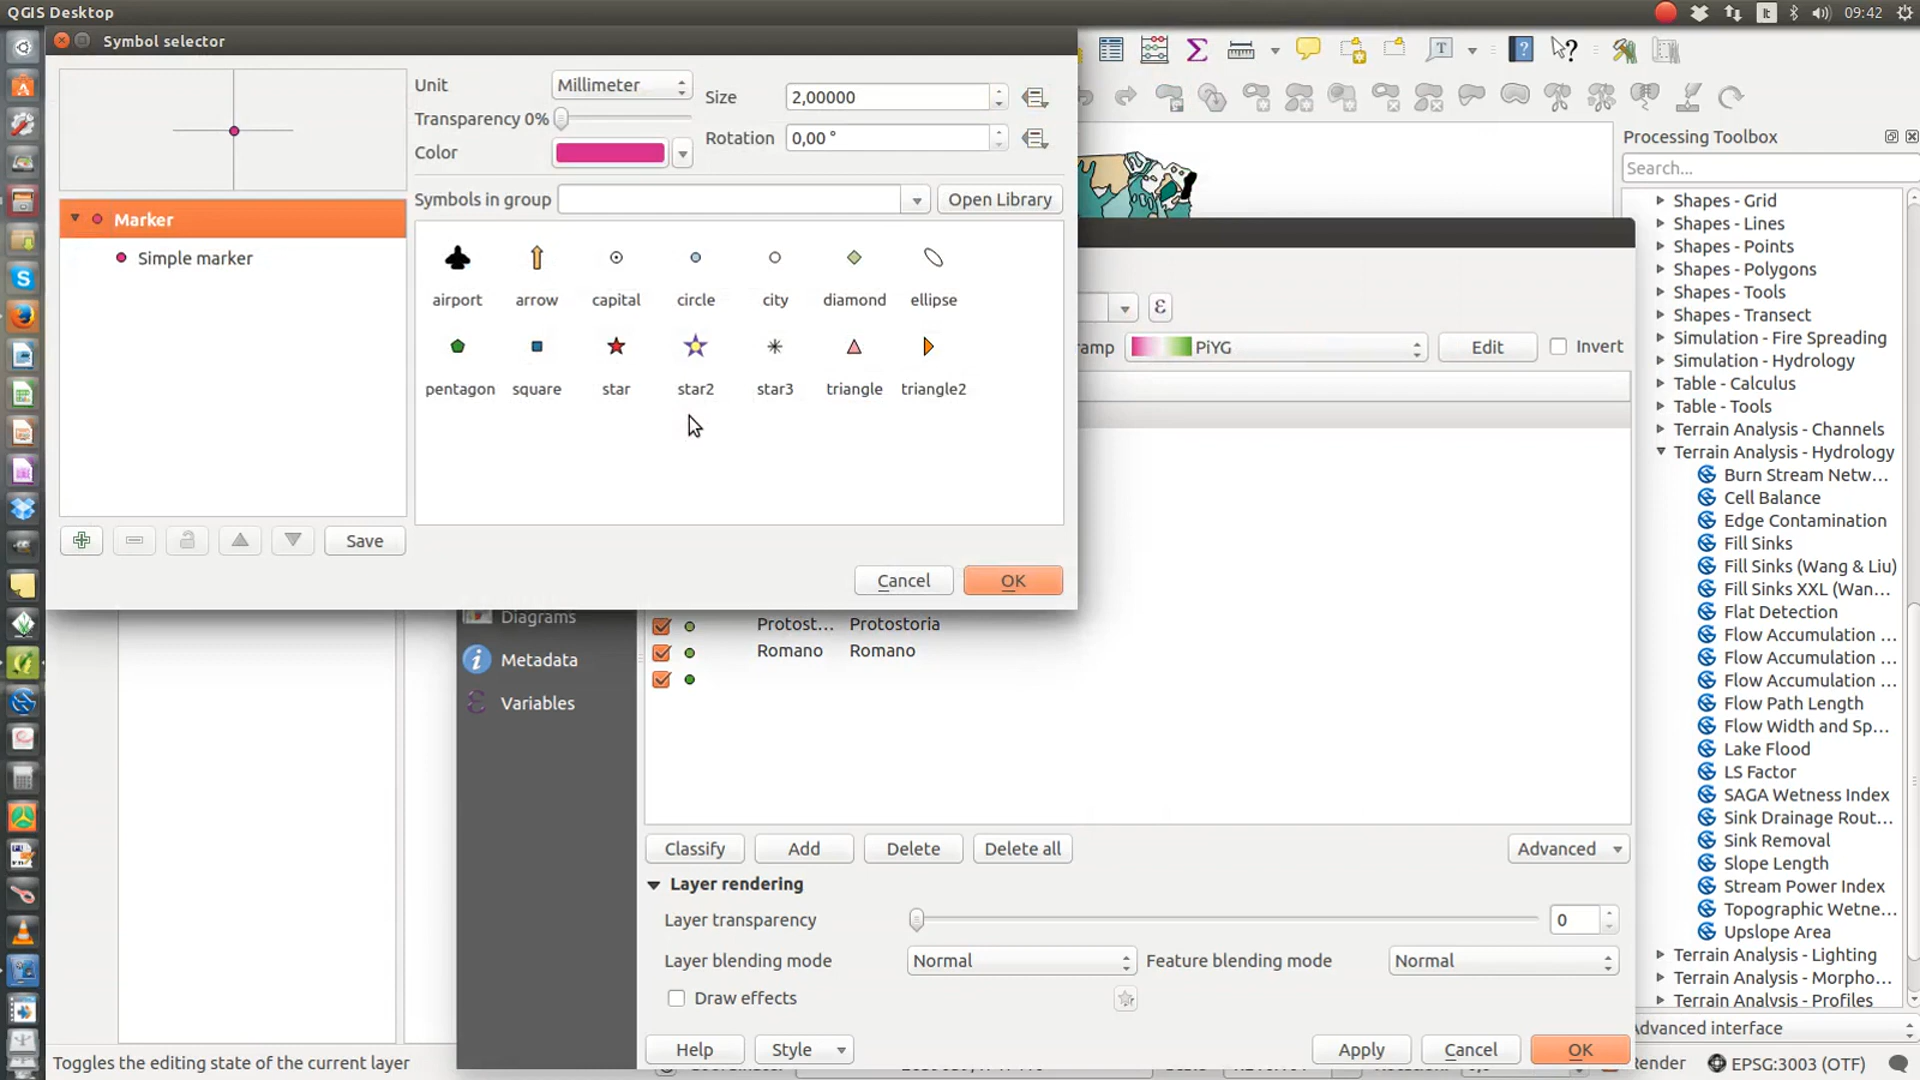 QGIS Desktop
lt
09:42
Symbol selector
Unit
Millimeter
Size
2,00000
Transparency 0%
Rotation
0,00 °
Color
Symbols in group
Open Library
Marker
Simple marker
airport
arrow
capital
circle
city
diamond
ellipse
pentagon
square
star
star2
star3
triangle
triangle2
Save
Cancel
OK
ε
amp
PiYG
Edit
Invert
Diagrams
Metadata
Variables
Protost... Protostoria
Romano Romano
Classify
Add
Delete
Delete all
Advanced
Layer rendering
Layer transparency
0
Layer blending mode
Normal
Feature blending mode
Normal
Draw effects
Help
Style
Apply
Cancel
OK
Processing Toolbox
Search...
Shapes - Grid
Shapes - Lines
Shapes - Points
Shapes - Polygons
Shapes - Tools
Shapes - Transect
Simulation - Fire Spreading
Simulation - Hydrology
Table - Calculus
Table - Tools
Terrain Analysis - Channels
Terrain Analysis - Hydrology
Burn Stream Netw...
Cell Balance
Edge Contamination
Fill Sinks
Fill Sinks (Wang & Liu)
Fill Sinks XXL (Wan...
Flat Detection
Flow Accumulation ...
Flow Accumulation ...
Flow Accumulation ...
Flow Path Length
Flow Width and Sp...
Lake Flood
LS Factor
SAGA Wetness Index
Sink Drainage Rout...
Sink Removal
Slope Length
Stream Power Index
Topographic Wetne...
Upslope Area
Terrain Analysis - Lighting
Terrain Analysis - Morpho...
Terrain Analysis - Profiles
Advanced interface
Toggles the editing state of the current layer
Render
EPSG:3003 (OTF)